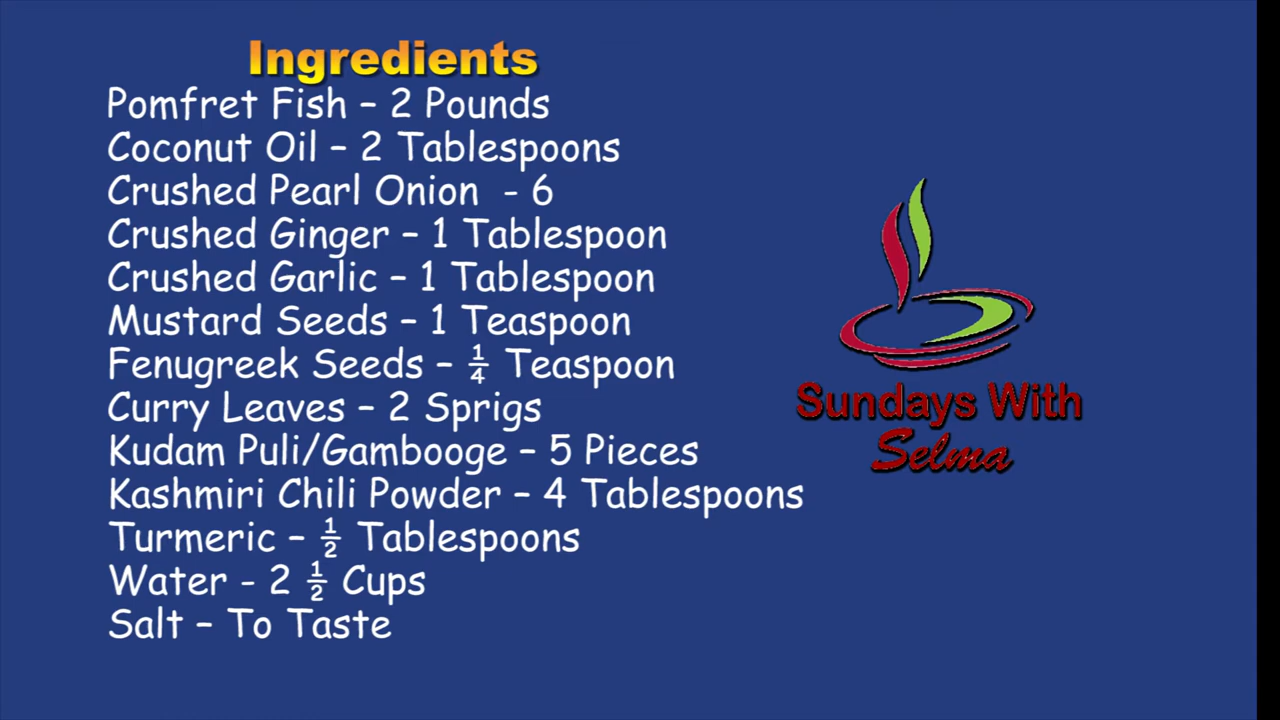 Ingredients
Pomfret Fish – 2 Pounds
Coconut Oil – 2 Tablespoons
Crushed Pearl Onion - 6
Crushed Ginger – 1 Tablespoon
Crushed Garlic – 1 Tablespoon
Mustard Seeds – 1 Teaspoon
Fenugreek Seeds – ¼ Teaspoon
Curry Leaves – 2 Sprigs
Kudam Puli/Gambooge – 5 Pieces
Kashmiri Chili Powder – 4 Tablespoons
Turmeric – ½ Tablespoons
Water - 2 ½ Cups
Salt – To Taste
Sundays With
Selma